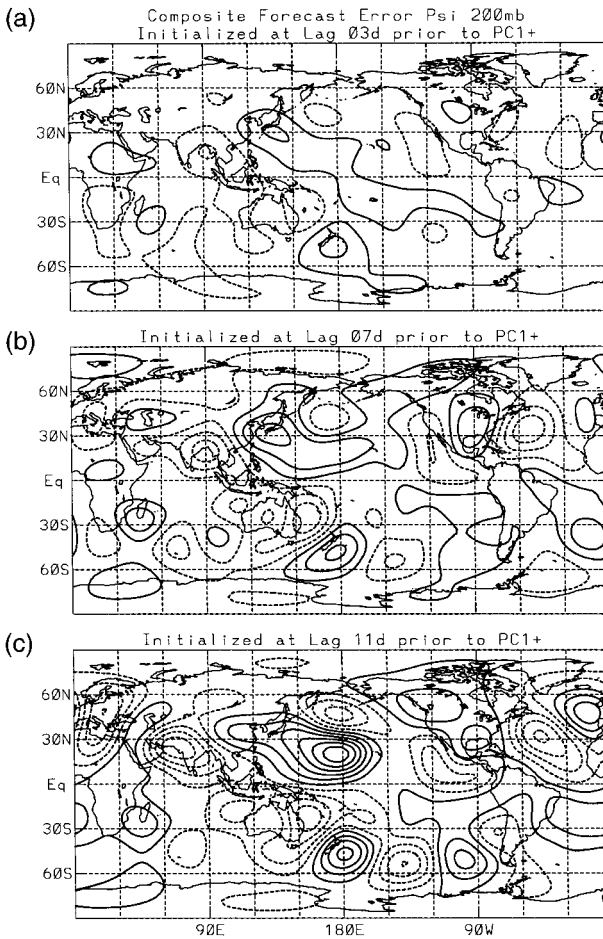 (a)
Composite Forecast Error Psi 200mb
Initialized at Lag 03d prior to PC1+
60N
30N
Eq
30S
60S
(b)
Initialized at Lag 07d prior to PC1+
60N
30N
Eq
30S
60S
(c)
Initialized at Lag 11d prior to PC1+
60N
30N
Eq
30S
60S
90E 180E 90W